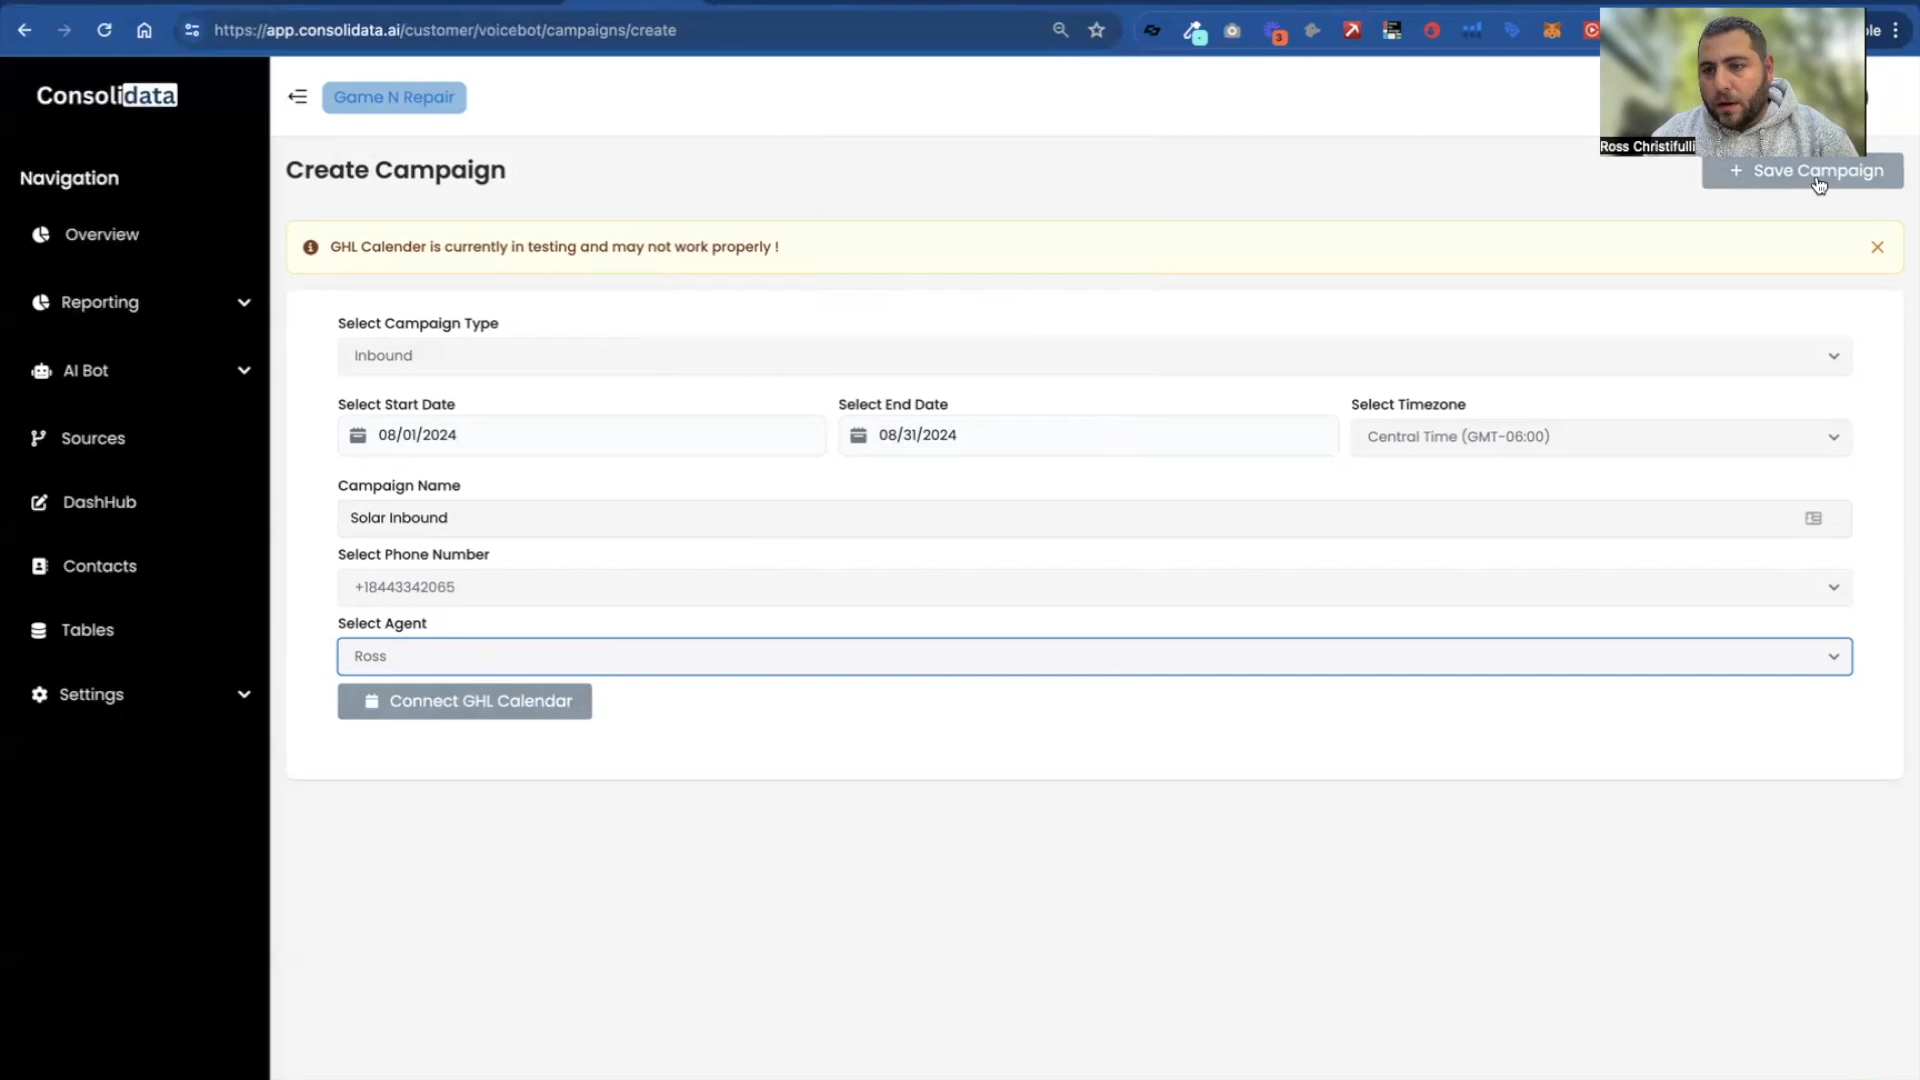 https://app.consolidata.ai/customer/voicebot/campaigns/create
3
le
Consolidata
Game N Repair
Ross Christifulli
Navigation
Create Campaign
+ Save Campaign
Overview
GHL Calender is currently in testing and may not work properly !
Reporting
Select Campaign Type
Inbound
AI Bot
Select Start Date
Select End Date
Select Timezone
08/01/2024
08/31/2024
Central Time (GMT-06:00)
Sources
Campaign Name
DashHub
Solar Inbound
Select Phone Number
Contacts
+18443342065
Select Agent
Tables
Ross
Settings
Connect GHL Calendar